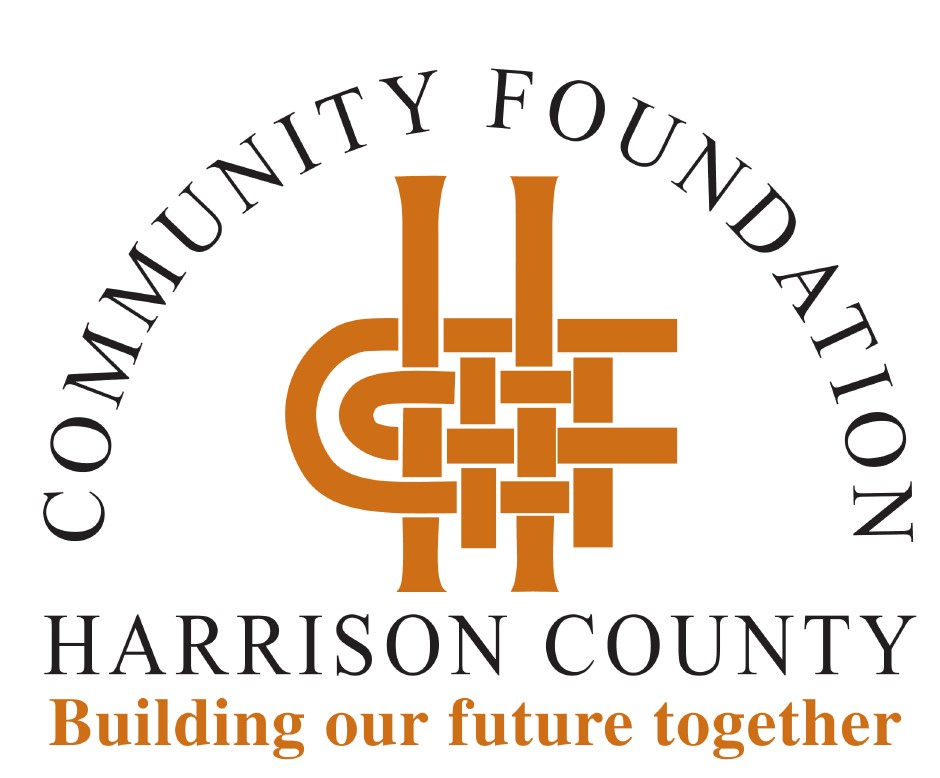 COMMUNITY FOUNDATION
HARRISON COUNTY
Building our future together